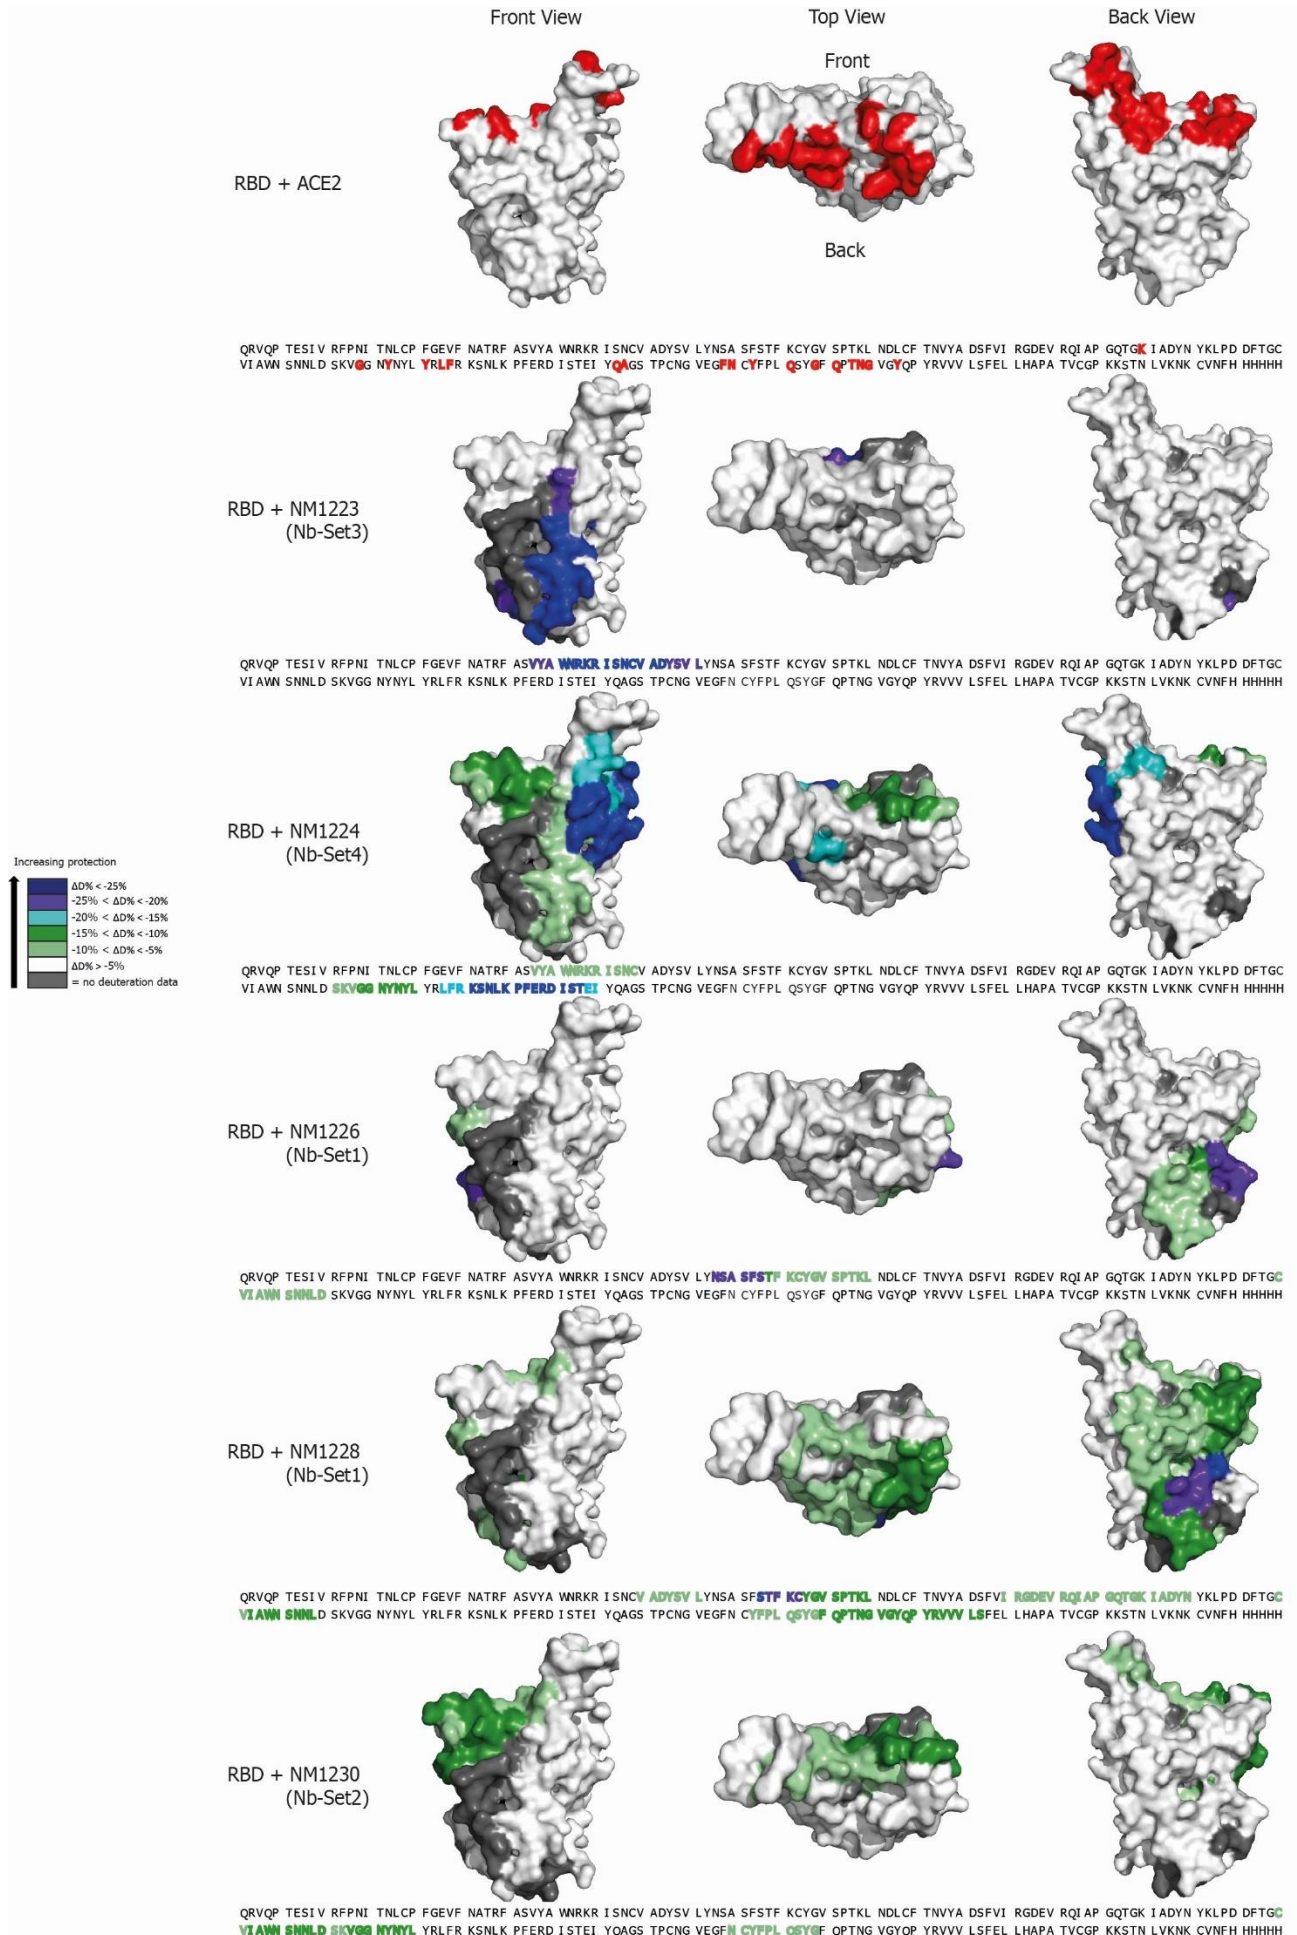 Front View
Top View
Back View
Front
RBD + ACE2
Back
QRVQP TESIV RFPNI TNLCP FGEVF NATRF ASVYA WNRKR ISNCV ADYSV LYNSA SFSTF KCYGV SPTKL NDLCF TNVYA DSFVI RGDEV RQIAP GQTGK IADYN YKLPD DFTGC
VIAWN SNNLD SKVGG NYNYL YRLFR KSNLK PFERD ISTEI YQAGS TPCNG VEGFN CYFPL QSYGF QPTNG VGYQP YRVVV LSFEL LHAPA TVCGP KKSTN LVKNK CVNFH HHHHH
RBD + NM1223
(Nb-Set3)
QRVQP TESIV RFPNI TNLCP FGEVF NATRF ASVYA WNRKR ISNCV ADYSV LYNSA SFSTF KCYGV SPTKL NDLCF TNVYA DSFVI RGDEV RQIAP GQTGK IADYN YKLPD DFTGC
VIAWN SNNLD SKVGG NYNYL YRLFR KSNLK PFERD ISTEI YQAGS TPCNG VEGFN CYFPL QSYGF QPTNG VGYQP YRVVV LSFEL LHAPA TVCGP KKSTN LVKNK CVNFH HHHHH
RBD + NM1224
(Nb-Set4)
Increasing protection
ΔD% < -25%
-25% < ΔD% < -20%
-20% < ΔD% < -15%
-15% < ΔD% < -10%
-10% < ΔD% < -5%
ΔD% > -5%
= no deuteration data
QRVQP TESIV RFPNI TNLCP FGEVF NATRF ASVYA WNRKR ISNCV ADYSV LYNSA SFSTF KCYGV SPTKL NDLCF TNVYA DSFVI RGDEV RQIAP GQTGK IADYN YKLPD DFTGC
VIAWN SNNLD SKVGG NYNYL YRLFR KSNLK PFERD ISTEI YQAGS TPCNG VEGFN CYFPL QSYGF QPTNG VGYQP YRVVV LSFEL LHAPA TVCGP KKSTN LVKNK CVNFH HHHHH
RBD + NM1226
(Nb-Set1)
QRVQP TESIV RFPNI TNLCP FGEVF NATRF ASVYA WNRKR ISNCV ADYSV LYNSA SFSTF KCYGV SPTKL NDLCF TNVYA DSFVI RGDEV RQIAP GQTGK IADYN YKLPD DFTGC
VIAWN SNNLD SKVGG NYNYL YRLFR KSNLK PFERD ISTEI YQAGS TPCNG VEGFN CYFPL QSYGF QPTNG VGYQP YRVVV LSFEL LHAPA TVCGP KKSTN LVKNK CVNFH HHHHH
RBD + NM1228
(Nb-Set1)
QRVQP TESIV RFPNI TNLCP FGEVF NATRF ASVYA WNRKR ISNCV ADYSV LYNSA SFSTF KCYGV SPTKL NDLCF TNVYA DSFVI RGDEV RQIAP GQTGK IADYN YKLPD DFTGC
VIAWN SNNLD SKVGG NYNYL YRLFR KSNLK PFERD ISTEI YQAGS TPCNG VEGFN CYFPL QSYGF QPTNG VGYQP YRVVV LSFEL LHAPA TVCGP KKSTN LVKNK CVNFH HHHHH
RBD + NM1230
(Nb-Set2)
QRVQP TESIV RFPNI TNLCP FGEVF NATRF ASVYA WNRKR ISNCV ADYSV LYNSA SFSTF KCYGV SPTKL NDLCF TNVYA DSFVI RGDEV RQIAP GQTGK IADYN YKLPD DFTGC
VIAWN SNNLD SKVGG NYNYL YRLFR KSNLK PFERD ISTEI YQAGS TPCNG VEGFN CYFPL QSYGF QPTNG VGYQP YRVVV LSFEL LHAPA TVCGP KKSTN LVKNK CVNFH HHHHH